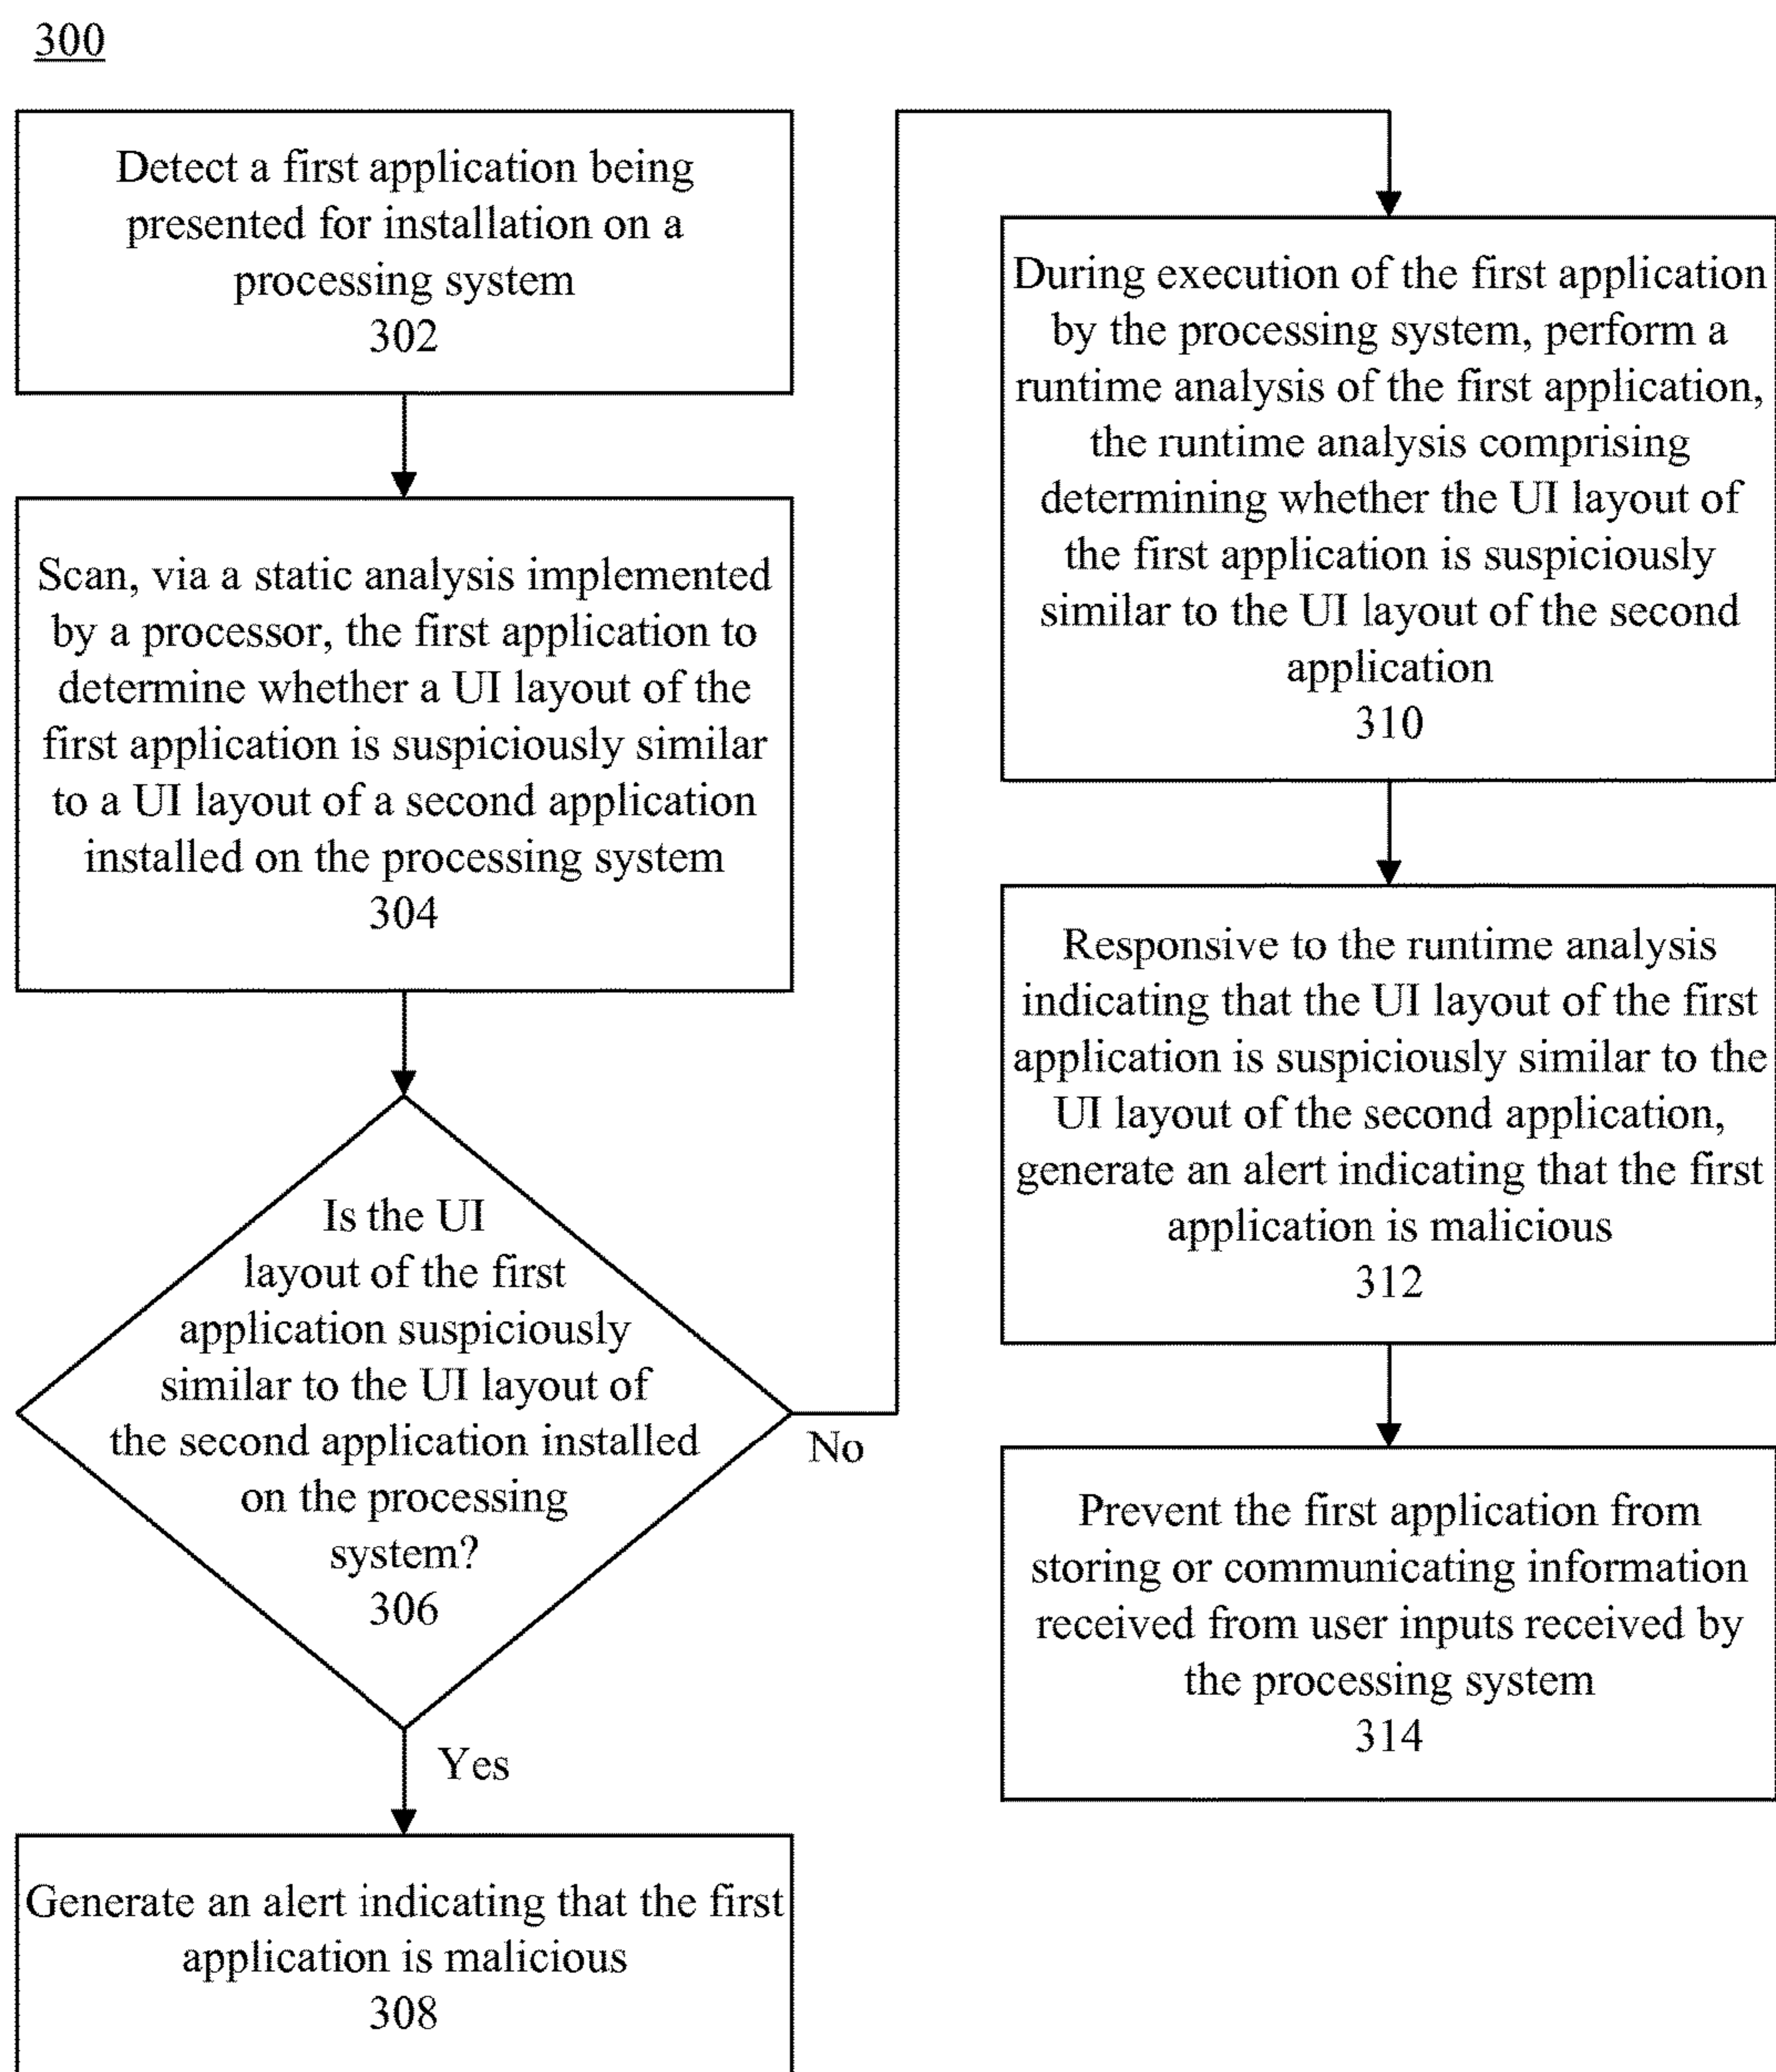 300
Detect a first application being
presented for installation on a
processing system
302
Scan, via a static analysis implemented
by a processor, the first application to
determine whether a UI layout of the
first application is suspiciously similar
to a UI layout of a second application
installed on the processing system
304
Is the UI
layout of the first
application suspiciously
similar to the UI layout of
the second application installed
on the processing
system?
306
No
Yes
Generate an alert indicating that the first
application is malicious
308
During execution of the first application
by the processing system, perform a
runtime analysis of the first application,
the runtime analysis comprising
determining whether the UI layout of
the first application is suspiciously
similar to the UI layout of the second
application
310
Responsive to the runtime analysis
indicating that the UI layout of the first
application is suspiciously similar to the
UI layout of the second application,
generate an alert indicating that the first
application is malicious
312
Prevent the first application from
storing or communicating information
received from user inputs received by
the processing system
314